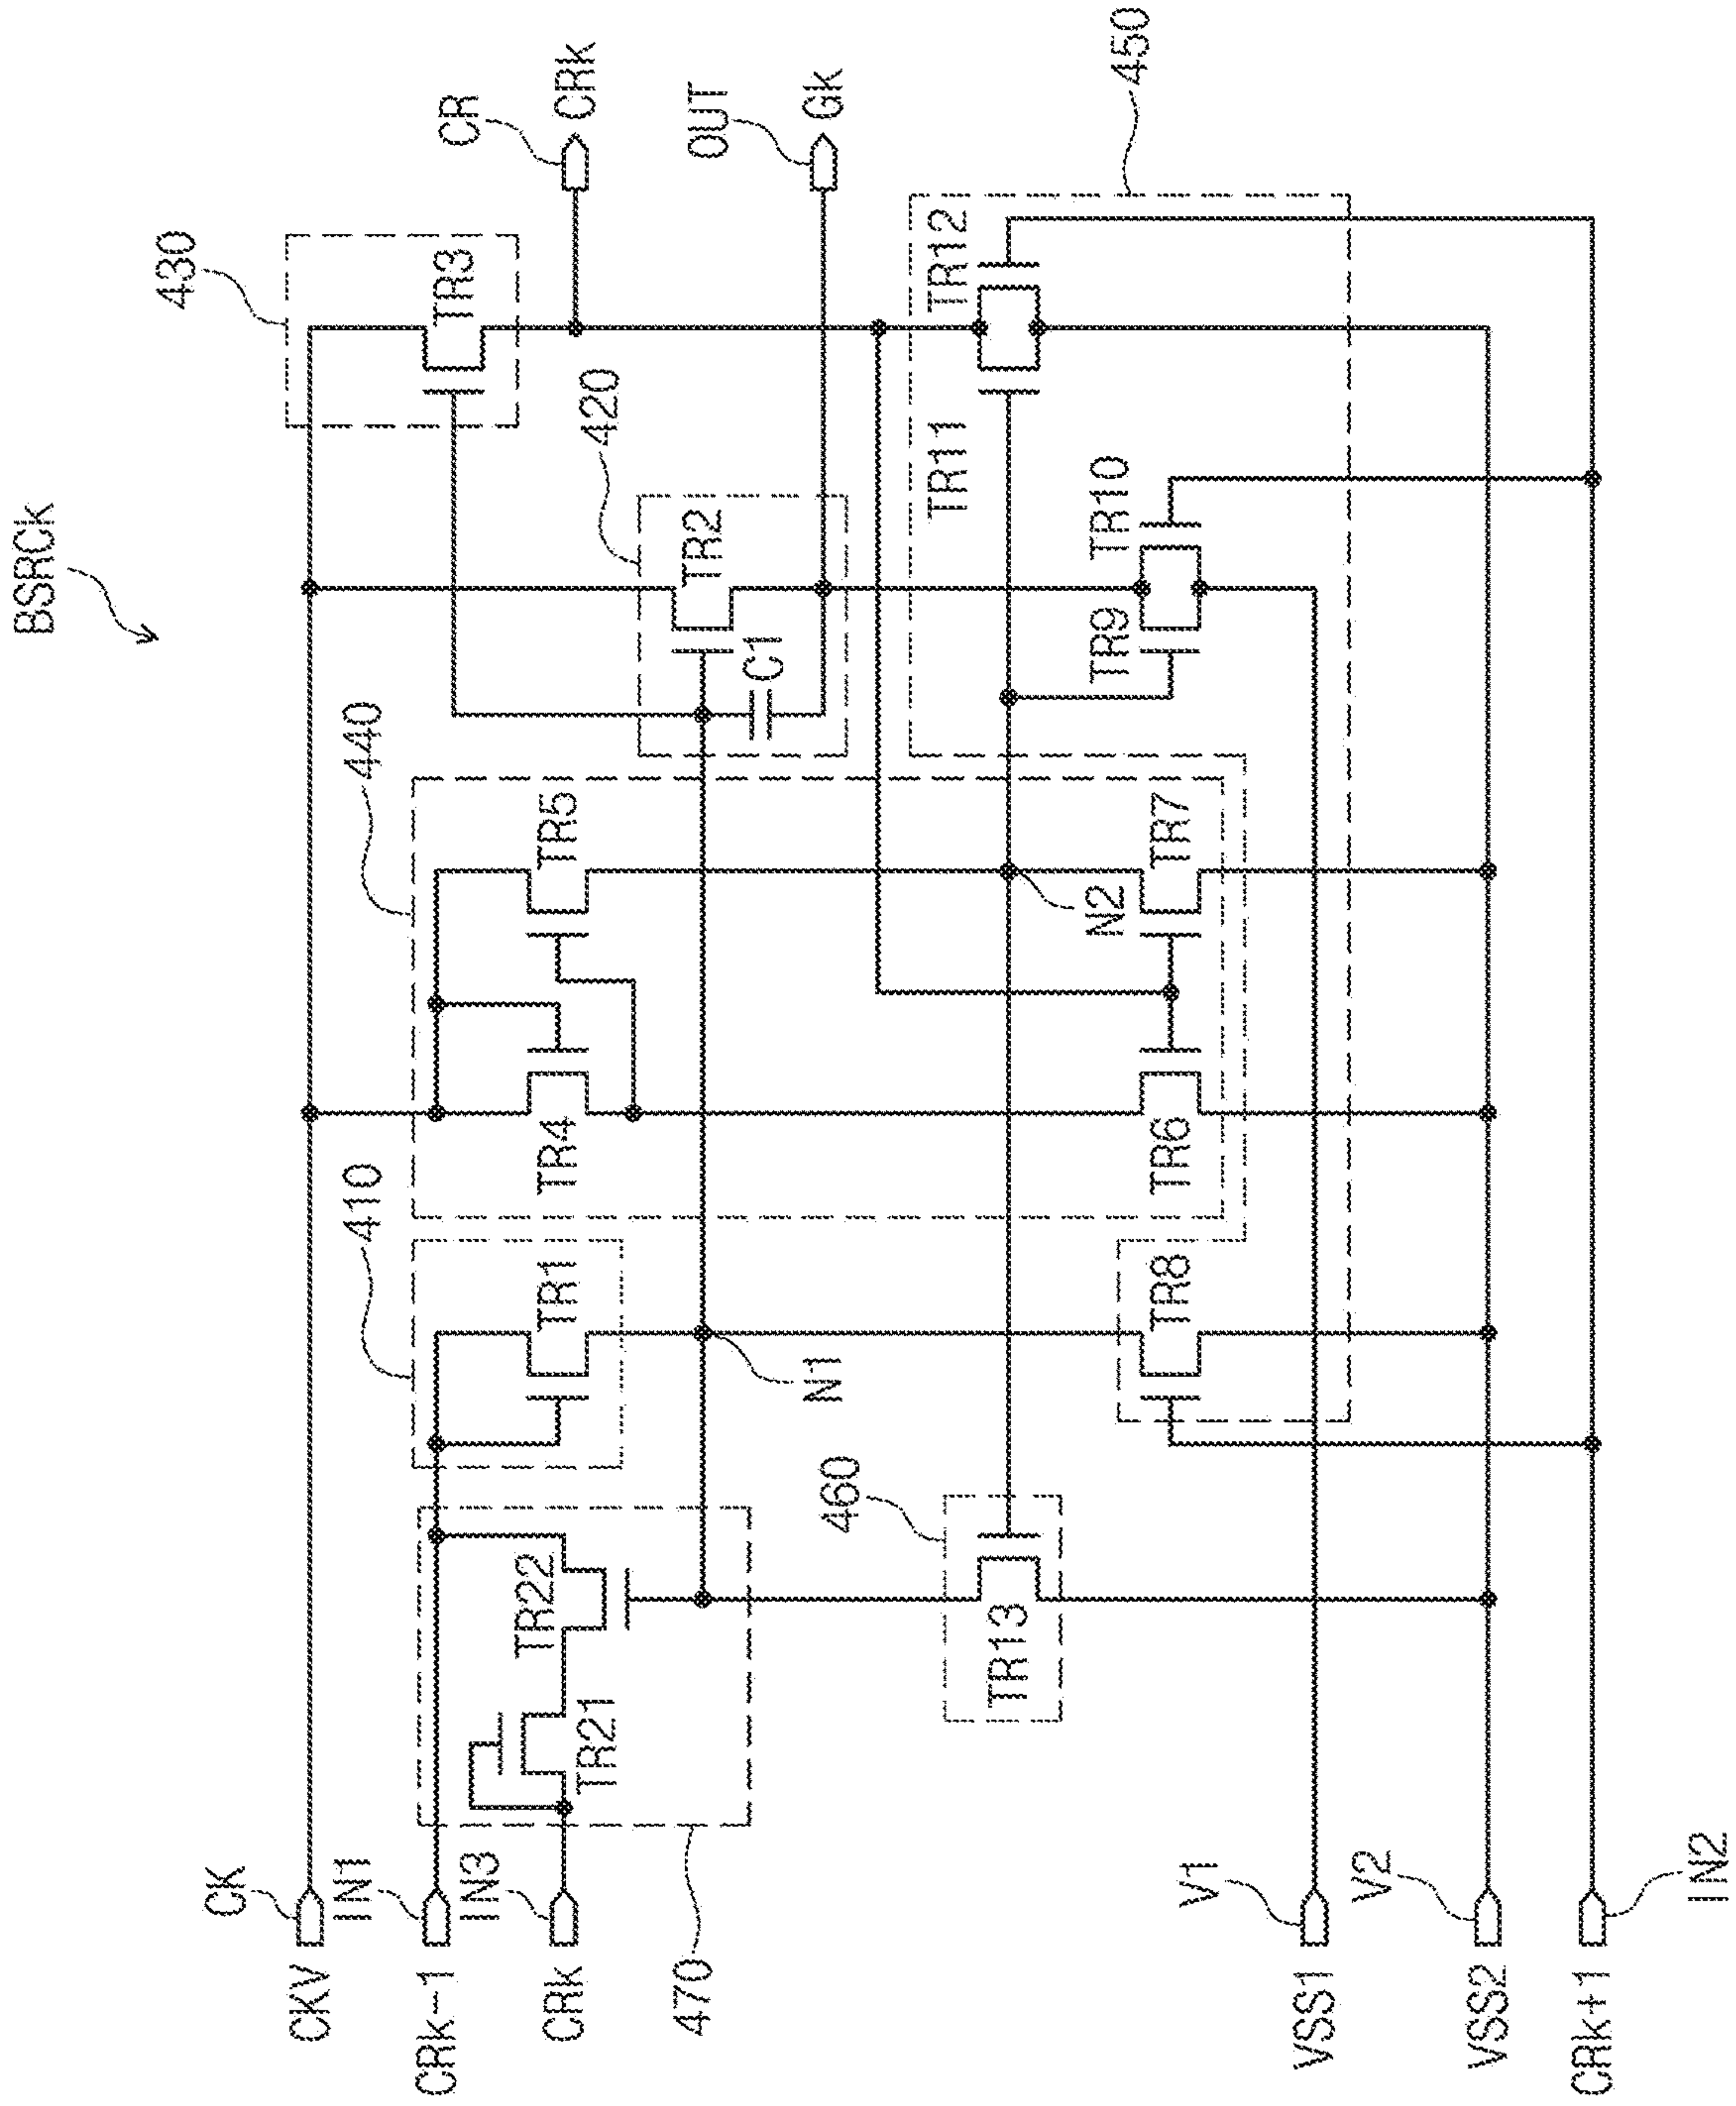 BSRCk
430
TR3
CR
CRk
420
TR2
C1
OUT
Gk
440
TR5
TR4
TR7
TR6
N2
450
TR12
TR11
TR10
TR9
410
TR1
N1
TR8
460
TR13
TR22
TR21
470
CK
CKV
IN1
CRk-1
IN3
CRk
V1
VSS1
V2
VSS2
IN2
CRk+1